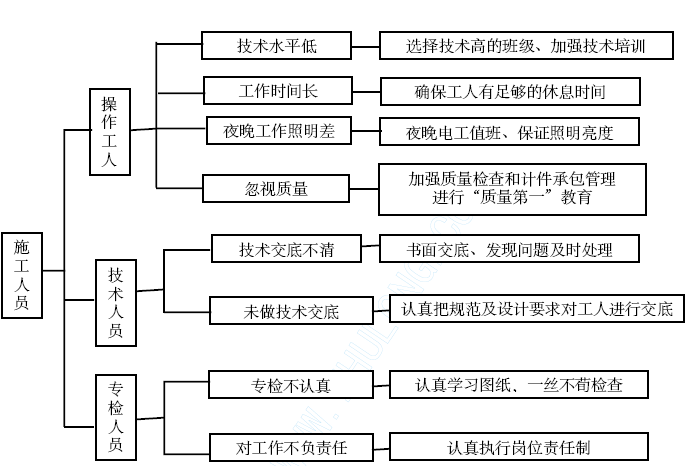 施工人员
操作工人
技术水平低
选择技术高的班级、加强技术培训
工作时间长
确保工人有足够的休息时间
夜晚工作照明差
夜晚电工值班、保证照明亮度
忽视质量
加强质量检查和计件承包管理
进行“质量第一”教育
技术人员
技术交底不清
书面交底、发现问题及时处理
未做技术交底
认真把规范及设计要求对工人进行交底
专检人员
专检不认真
认真学习图纸、一丝不苟检查
对工作不负责任
认真执行岗位责任制